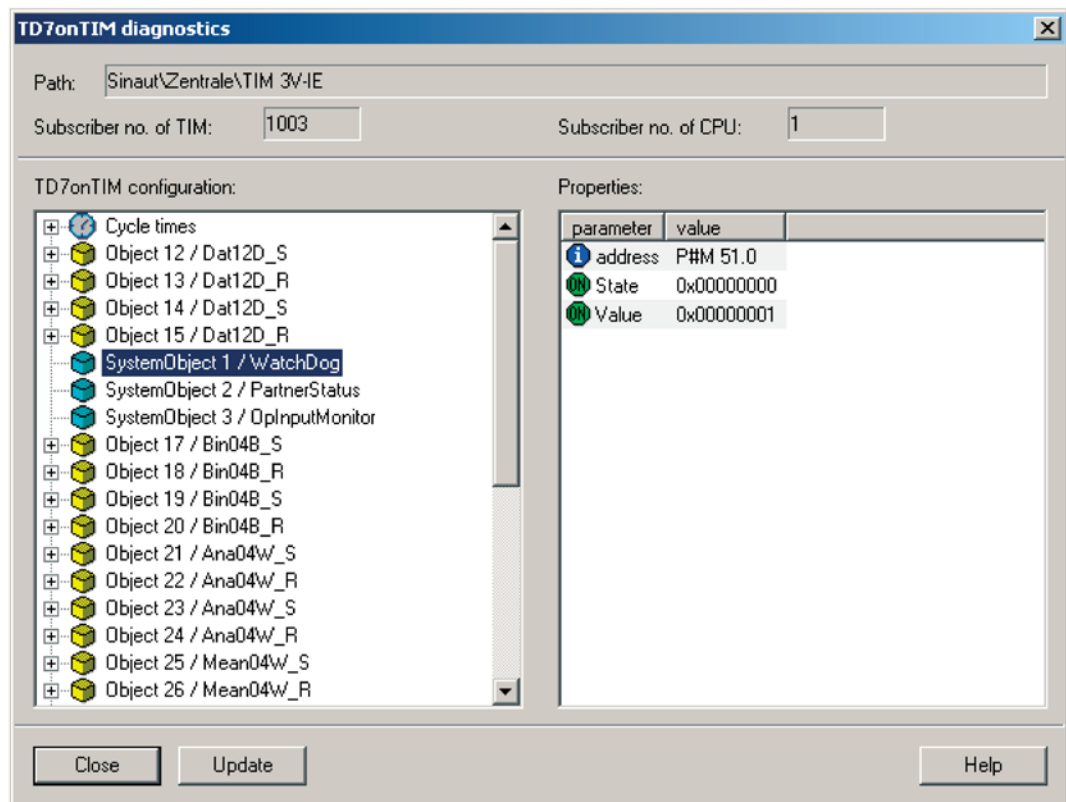 TD7onTIM diagnostics
Path: Sinaut\Zentrale\TIM 3V-IE
Subscriber no. of TIM: 1003 Subscriber no. of CPU: 1
TD7onTIM configuration:
Cycle times
Object 12 / Dat12D_S
Object 13 / Dat12D_R
Object 14 / Dat12D_S
Object 15 / Dat12D_R
SystemObject 1 / WatchDog
SystemObject 2 / PartnerStatus
SystemObject 3 / OpInputMonitor
Object 17 / Bin04B_S
Object 18 / Bin04B_R
Object 19 / Bin04B_S
Object 20 / Bin04B_R
Object 21 / Ana04W_S
Object 22 / Ana04W_R
Object 23 / Ana04W_S
Object 24 / Ana04W_R
Object 25 / Mean04W_S
Object 26 / Mean04W_R
Properties:
parameter value
i address P#M 51.0
ON State 0x00000000
ON Value 0x00000001
Close Update Help